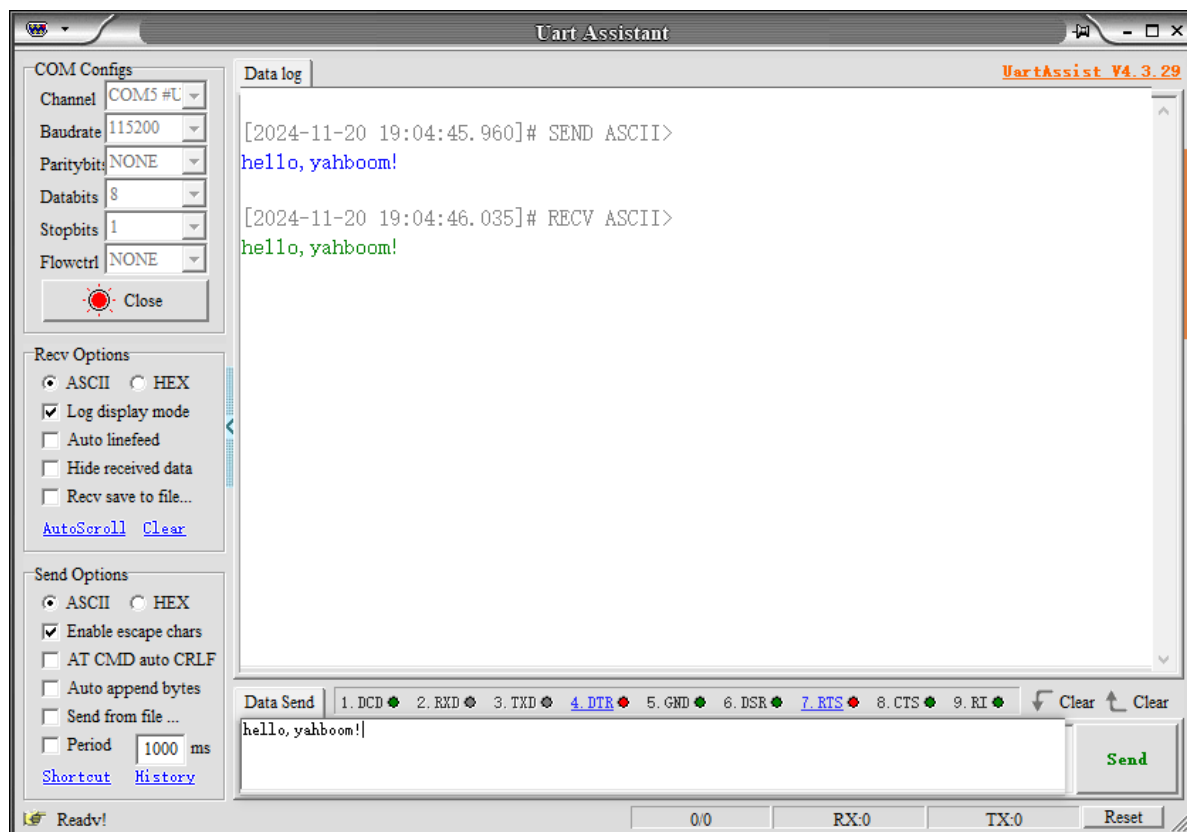 Uart Assistant
COM Configs
Channel COM5 #U
Baudrate 115200
Paritybit: NONE
Databits 8
Stopbits 1
Flowctrl NONE
Close
Recv Options
ASCII HEX
Log display mode
Auto linefeed
Hide received data
Recv save to file...
AutoScroll Clear
Send Options
ASCII HEX
Enable escape chars
AT CMD auto CRLF
Auto append bytes
Send from file ...
Period 1000 ms
Shortcut History
Data log UartAssist V4.3.29
[2024-11-20 19:04:45.960]# SEND ASCII>
hello,yahboom!
[2024-11-20 19:04:46.035]# RECV ASCII>
hello,yahboom!
Data Send 1. DCD 2. RXD 3. TXD 4. DTR 5. GND 6. DSR 7. RTS 8. CTS 9. RI Clear Clear
hello,yahboom!
Send
Ready! 0/0 RX:0 TX:0 Reset